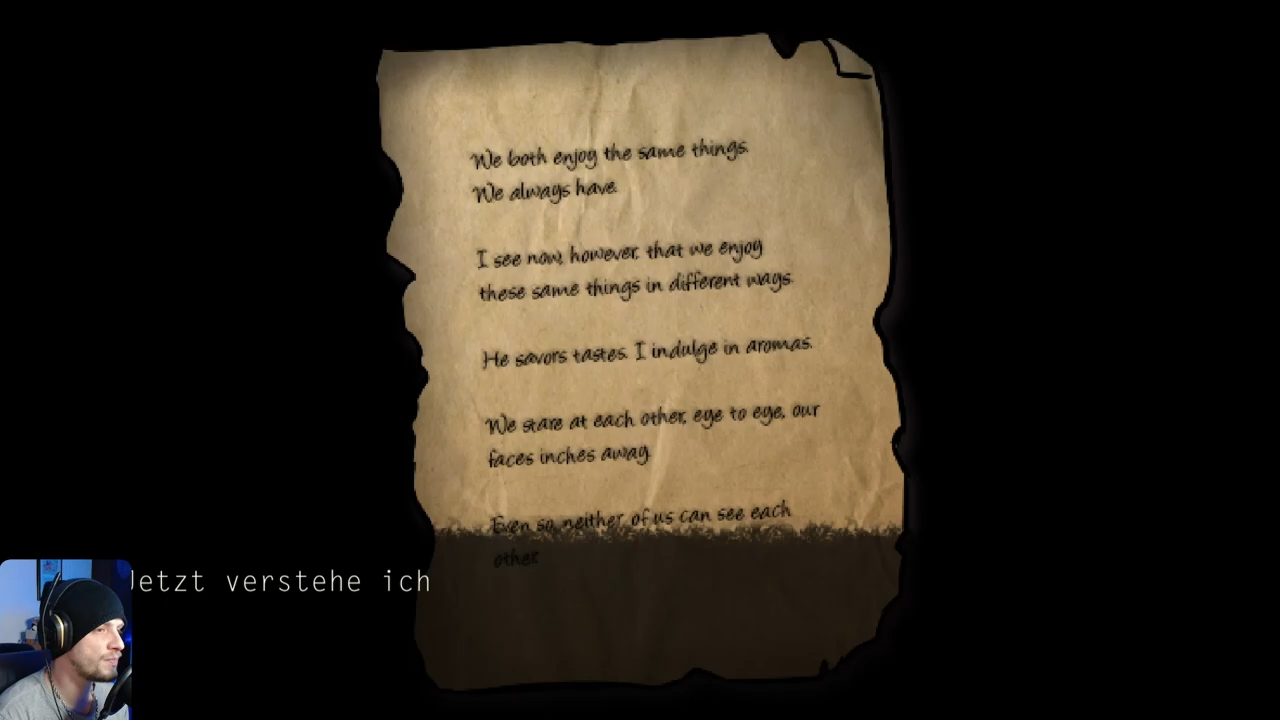 We both enjoy the same things.
We always have.
I see now, however, that we enjoy
these same things in different ways.
He savors tastes. I indulge in aromas.
We stare at each other, eye to eye, our
faces inches away.
Even so, neither of us can see each
other.
Jetzt verstehe ich